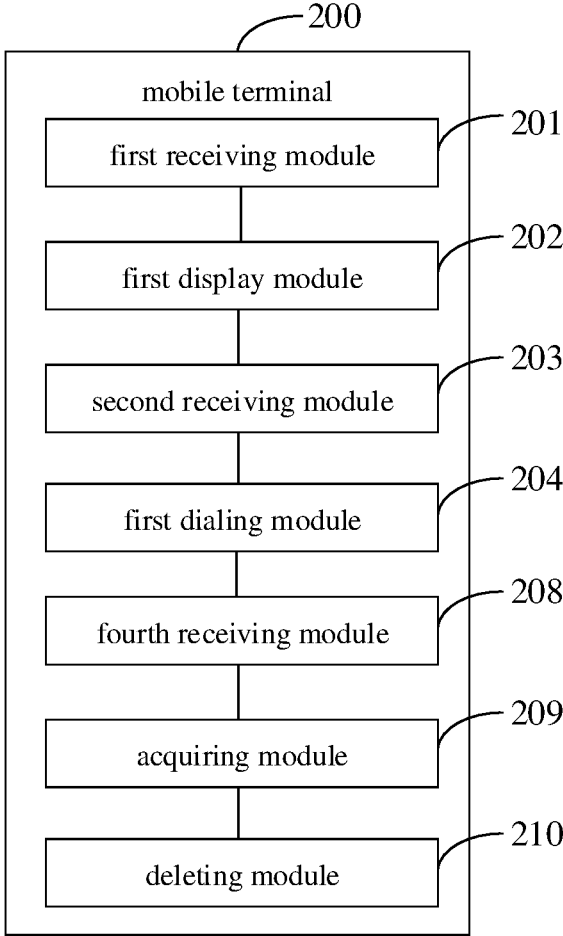 200
mobile terminal
201
first receiving module
202
first display module
203
second receiving module
204
first dialing module
208
fourth receiving module
209
acquiring module
210
deleting module